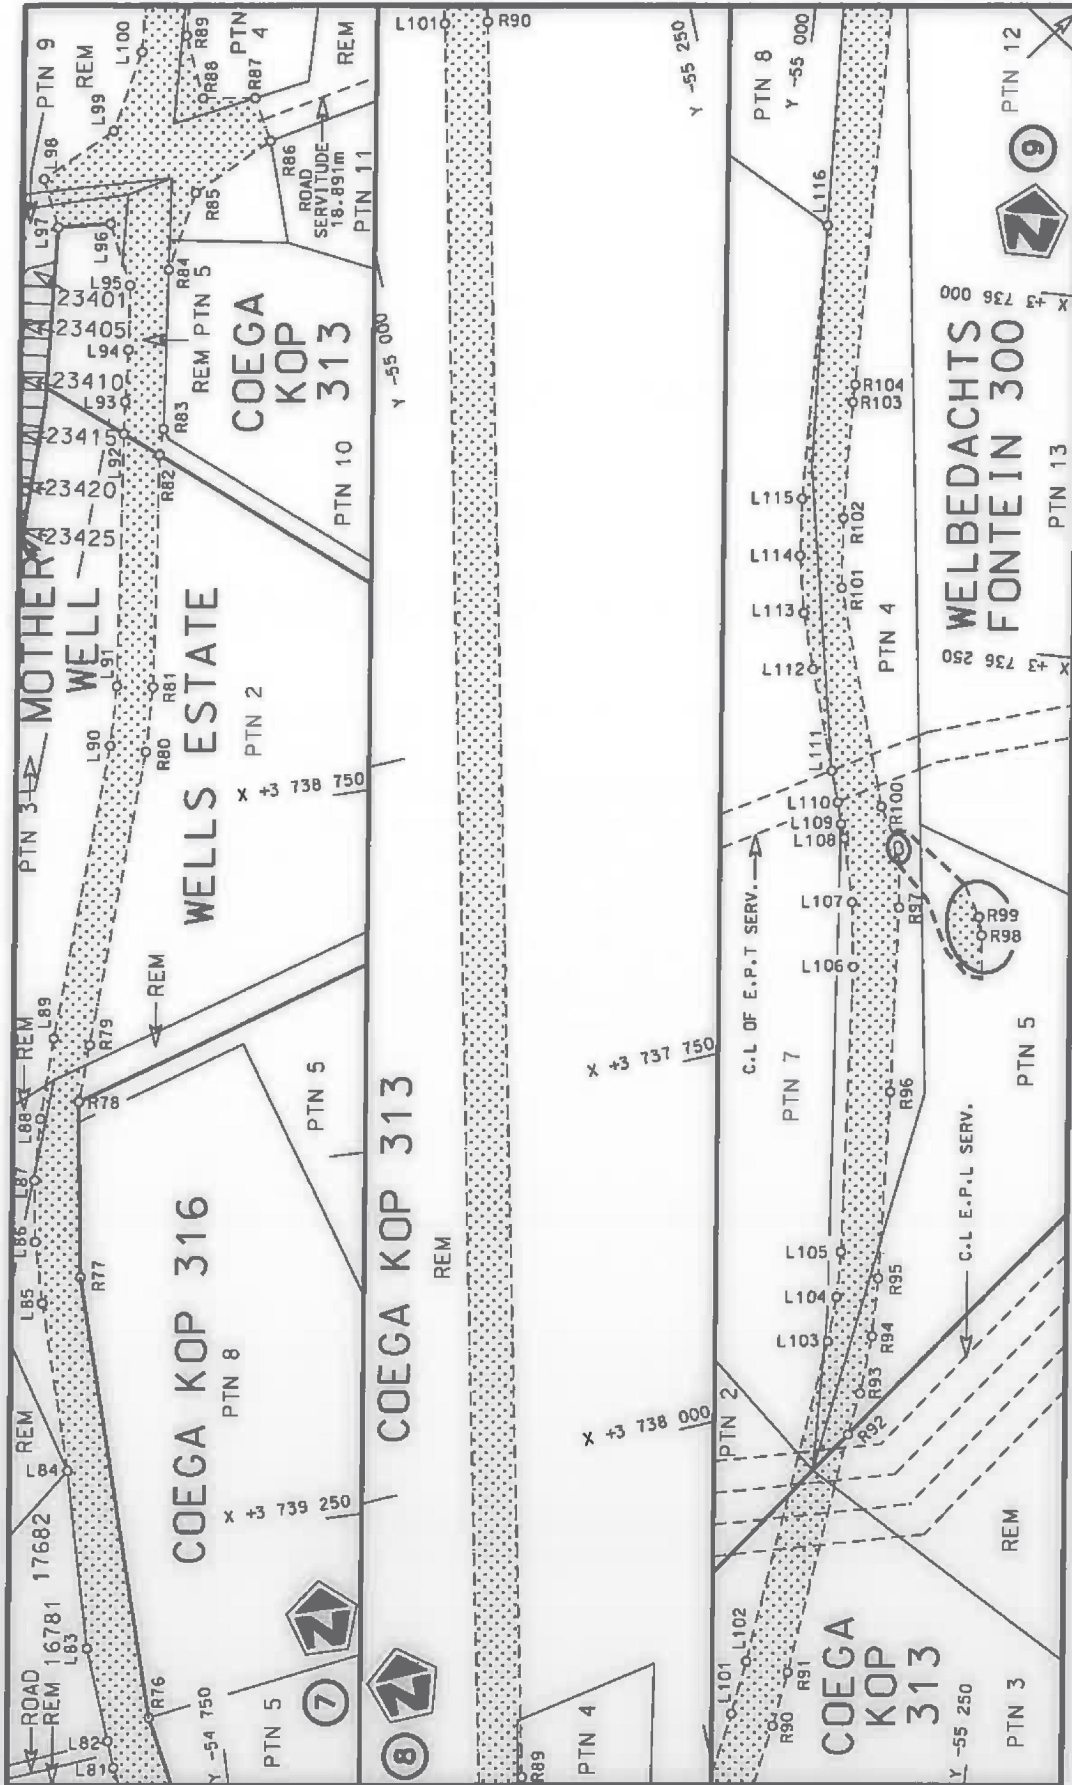 ROAD
REM 16781
17682
REM
REM
PTN 3
MOTHER
WELL
PTN 9
REM
PTN
4
REM
L81
L82
L83
L84
L85
L86
L87
L88
L89
L90
L91
L92
L93
L94
L95
L96
L97
L98
L99
L100
23425
23420
23415
23410
23405
23401
R76
R77
R78
R79
R80
R81
R82
R83
R84
R85
R86
R87
R88
R89
REM
WELLS ESTATE
PTN 2
REM PTN 5
COEGA
KOP
313
PTN 10
ROAD
SERVITUDE
18.891m
PTN 11
COEGA KOP 316
PTN 8
PTN 5
PTN 5
Y -54 750
X +3 739 250
X +3 738 750
Y -55 000
7
N
8
N
COEGA KOP 313
REM
PTN 4
R89
L101
R90
X +3 738 000
X +3 737 750
Y -55 250
PTN 2
PTN 7
C.L OF E.P.T SERV.
PTN 8
Y -55 000
L101
L102
L103
L104
L105
L106
L107
L108
L109
L110
L111
L112
L113
L114
L115
L116
R90
R91
R92
R93
R94
R95
R96
R97
R98
R99
R100
R101
R102
R103
R104
D
COEGA
KOP
313
Y -55 250
PTN 3
REM
C.L E.P.L SERV.
PTN 5
PTN 4
WELBEDACHTS
FONTEIN 300
PTN 13
PTN 12
X +3 736 250
X +3 736 000
N
9